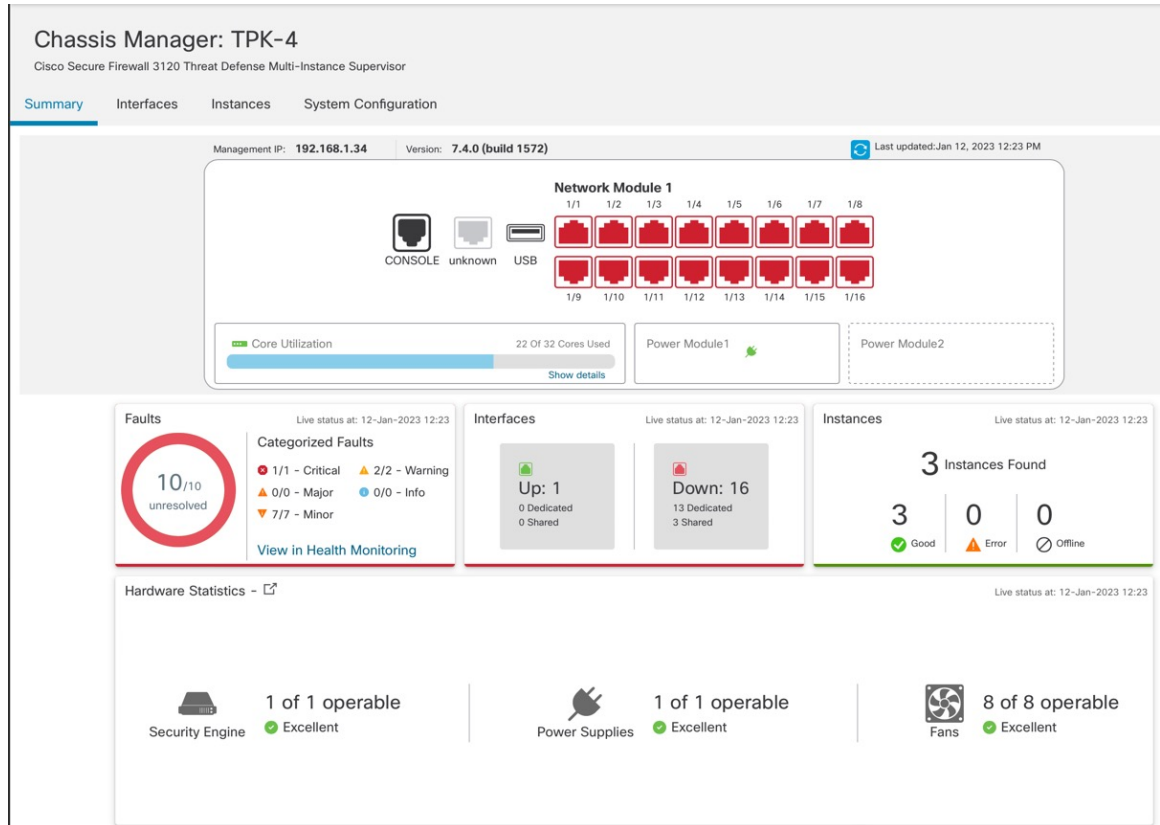 Chassis Manager: TPK-4
Cisco Secure Firewall 3120 Threat Defense Multi-Instance Supervisor
Summary Interfaces Instances System Configuration
Management IP: 192.168.1.34 Version: 7.4.0 (build 1572) Last updated:Jan 12, 2023 12:23 PM
Network Module 1
1/1 1/2 1/3 1/4 1/5 1/6 1/7 1/8
CONSOLE unknown USB
1/9 1/10 1/11 1/12 1/13 1/14 1/15 1/16
Core Utilization 22 Of 32 Cores Used
Show details
Power Module1
Power Module2
Faults Live status at: 12-Jan-2023 12:23
10/10
unresolved
Categorized Faults
1/1 - Critical 2/2 - Warning
0/0 - Major 0/0 - Info
7/7 - Minor
View in Health Monitoring
Interfaces Live status at: 12-Jan-2023 12:23
Up: 1
0 Dedicated
0 Shared
Down: 16
13 Dedicated
3 Shared
Instances Live status at: 12-Jan-2023 12:23
3 Instances Found
3 0 0
Good Error Offline
Hardware Statistics - Live status at: 12-Jan-2023 12:23
Security Engine
1 of 1 operable
Excellent
Power Supplies
1 of 1 operable
Excellent
Fans
8 of 8 operable
Excellent